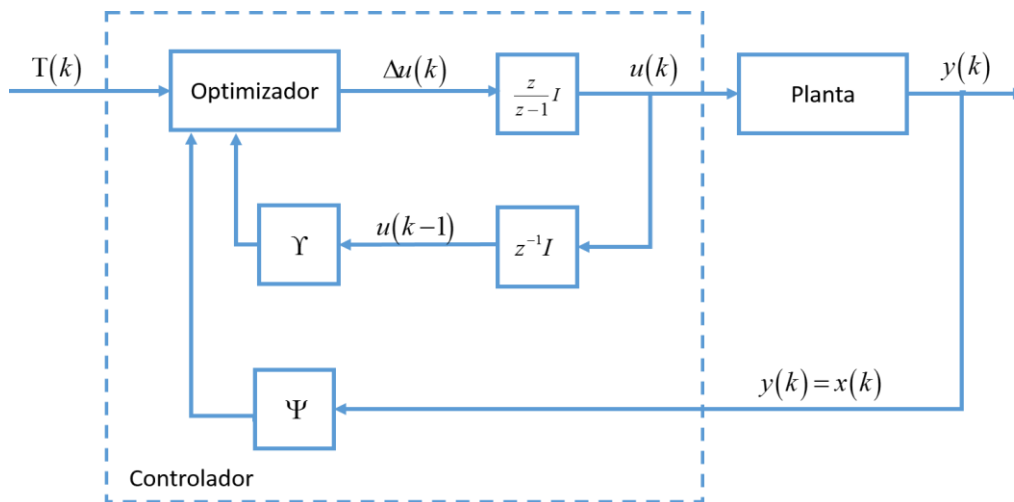 Τ(k)
Optimizador
Δu(k)
z/(z−1) I
u(k)
Planta
y(k)
ϒ
u(k−1)
z⁻¹I
Ψ
y(k)=x(k)
Controlador